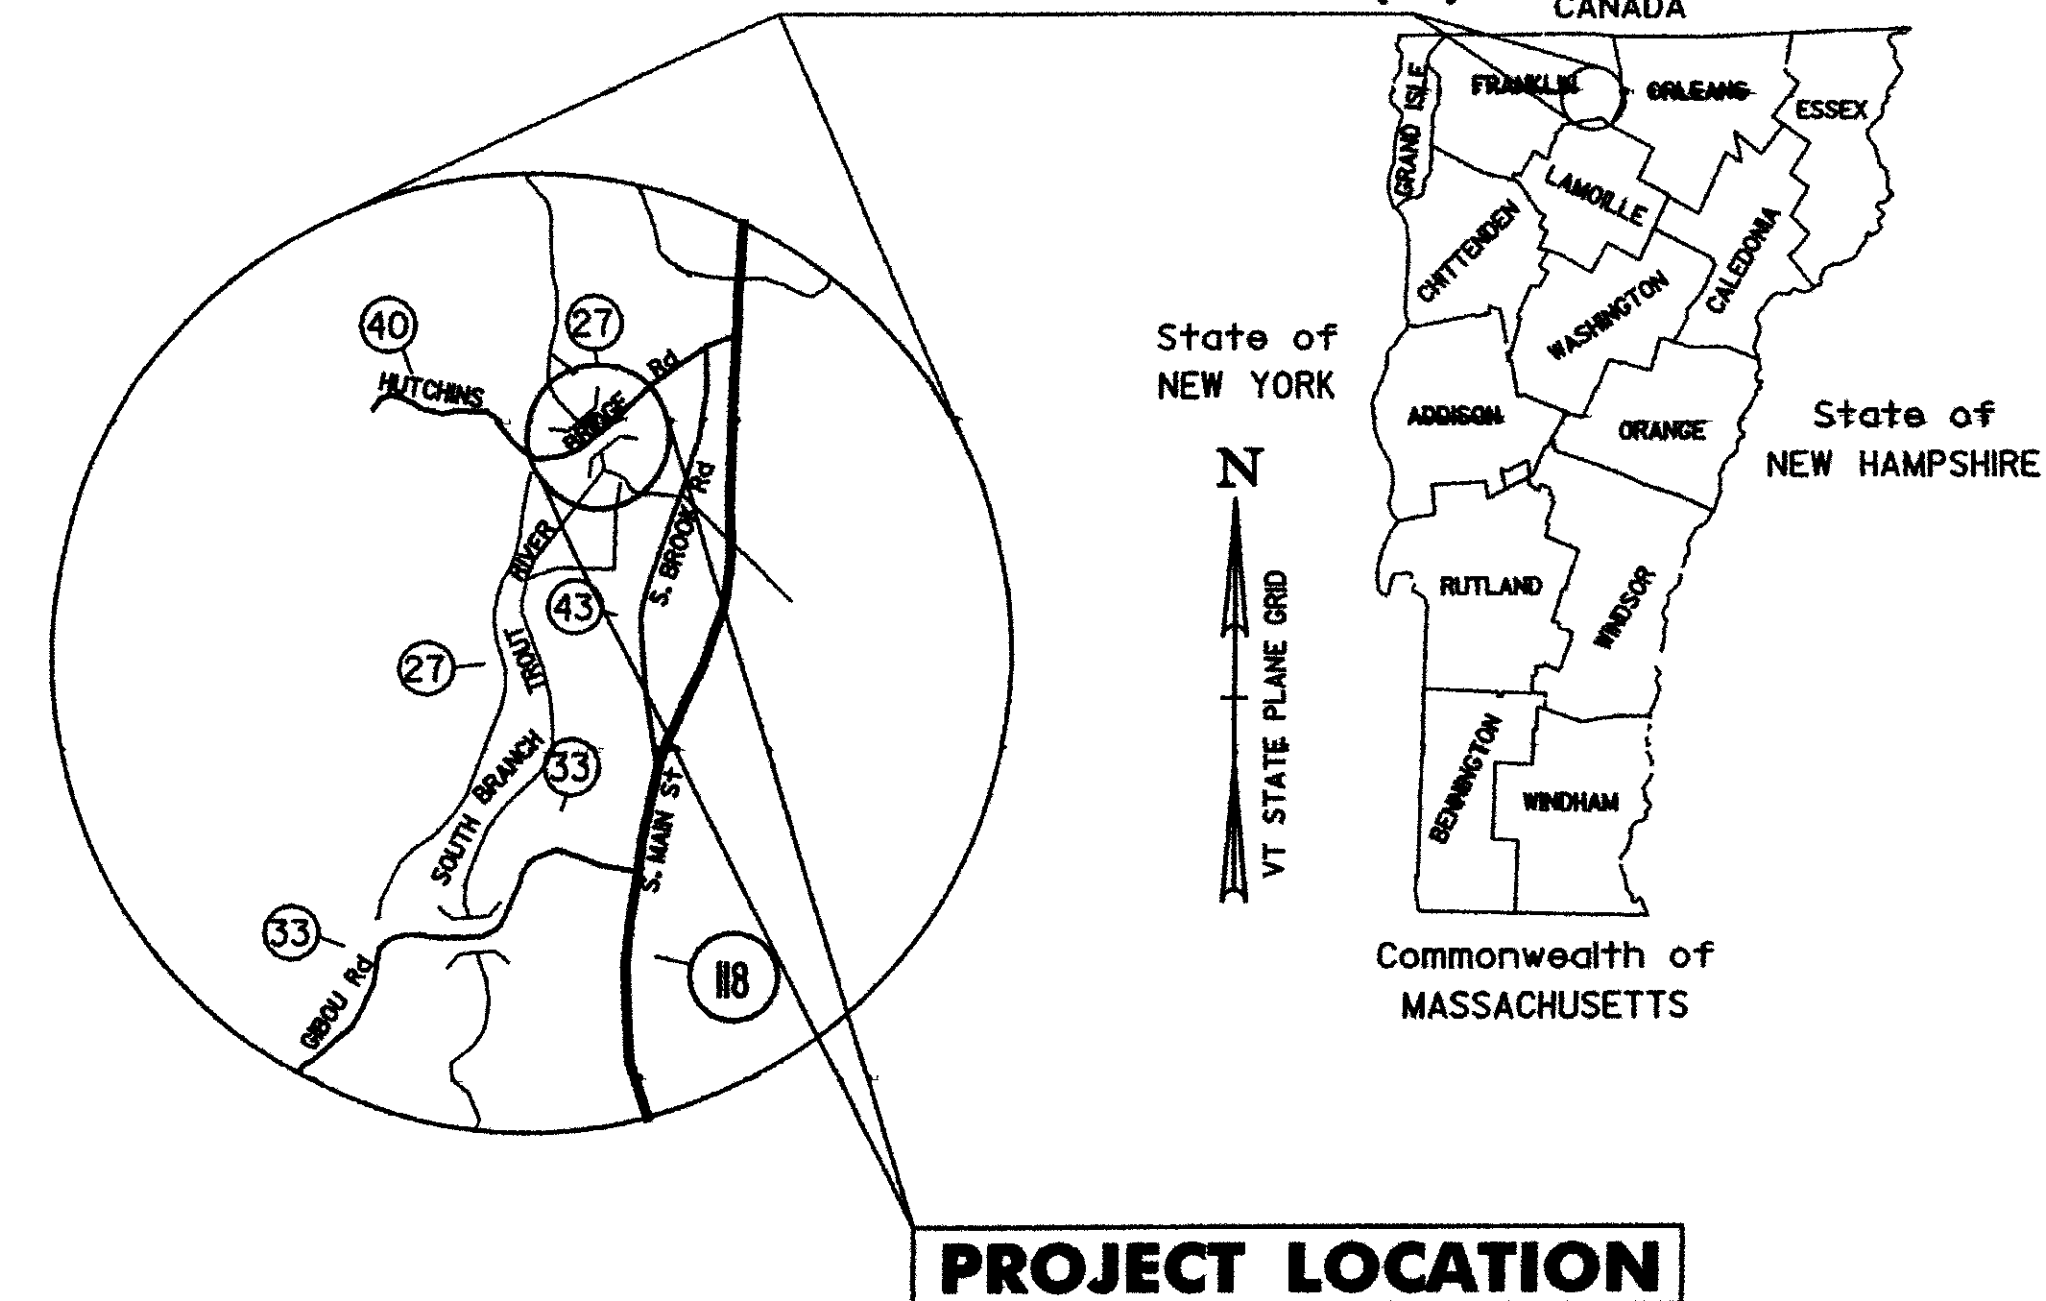 CANADA
FRANKLIN
ORLEANS
ESSEX
GRAND ISLE
LAMOILLE
CHITTENDEN
CALEDONIA
WASHINGTON
State of
NEW YORK
ADDISON
ORANGE
State of
NEW HAMPSHIRE
RUTLAND
WINDSOR
BENNINGTON
WINDHAM
Commonwealth of
MASSACHUSETTS
N
VT STATE PLANE GRID
40
27
HUTCHINS
BRIDGE Rd
S. BROOK Rd
RIVER
43
TROUT
27
33
SOUTH BRANCH
S. MAIN St
33
GIBOU Rd
118
PROJECT LOCATION